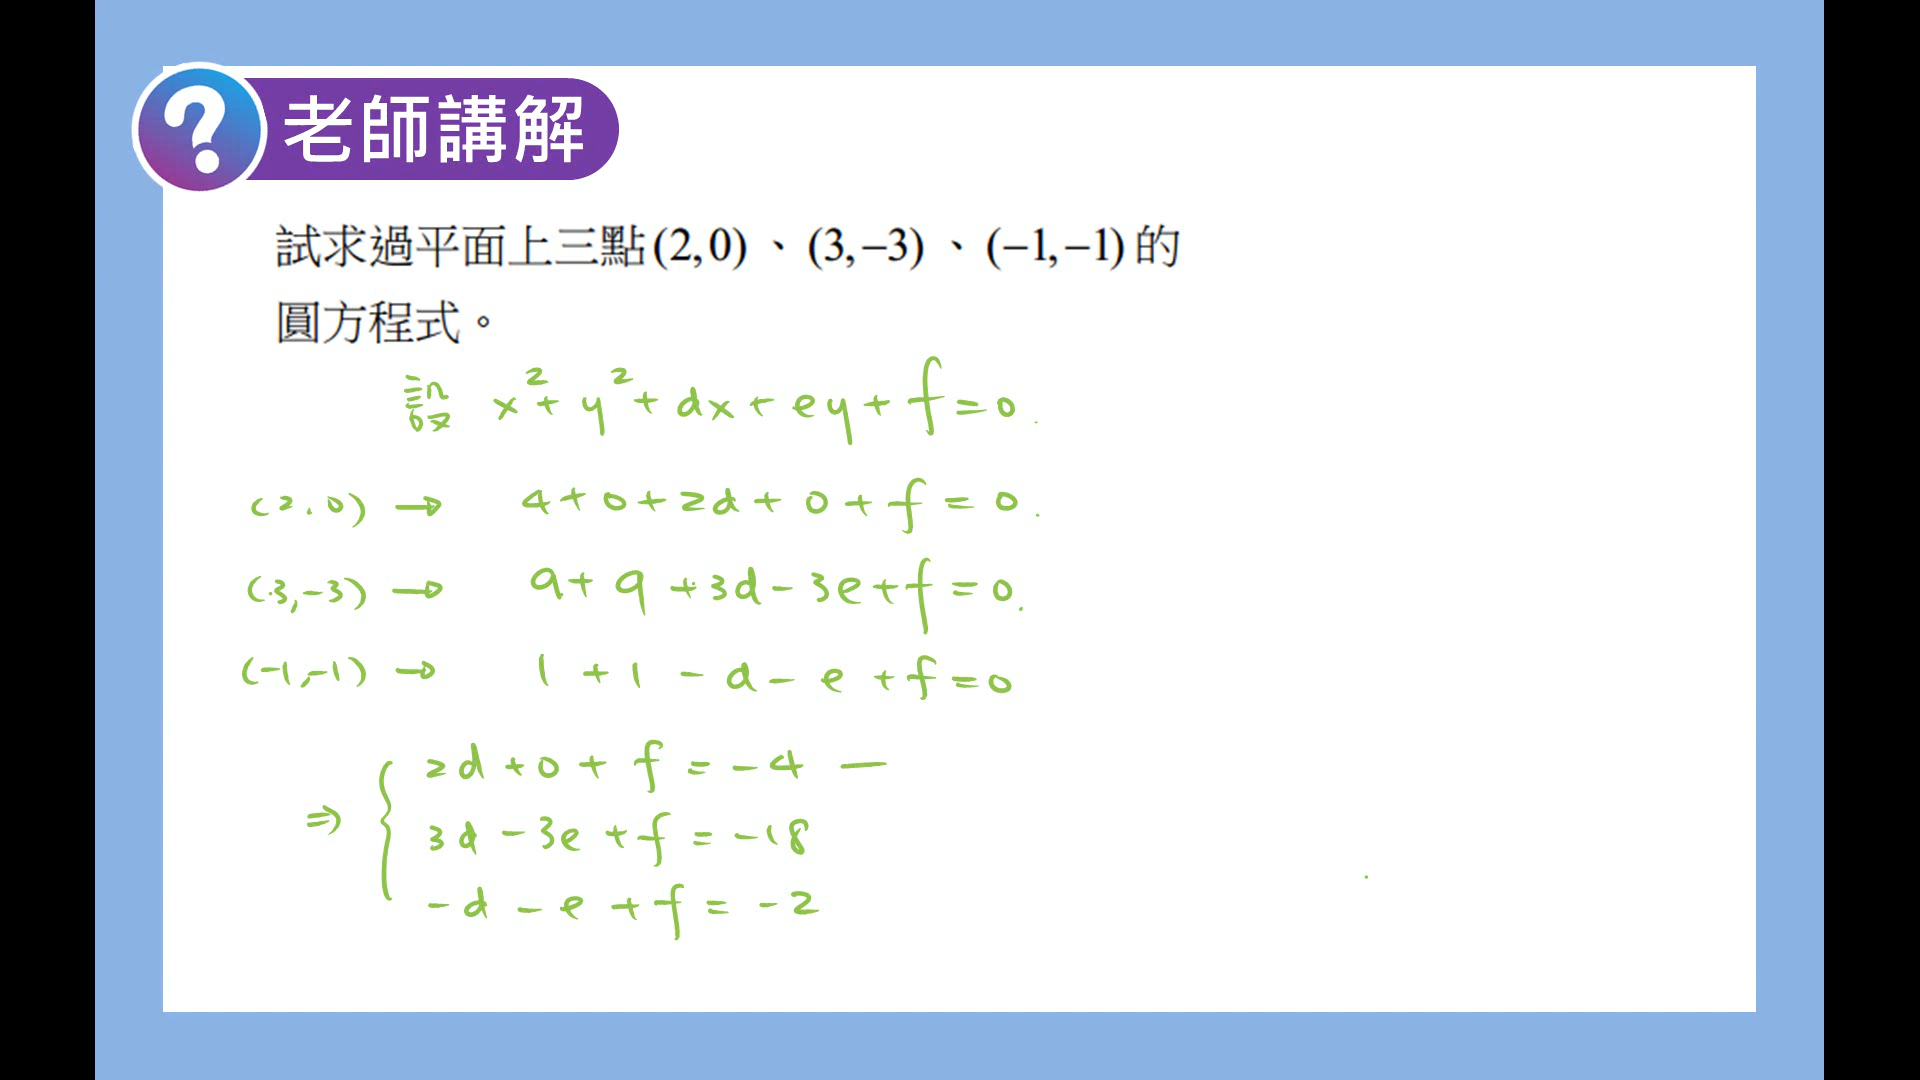 ?老師講解
試求過平面上三點(2,0)、(3,−3)、(−1,−1)的
圓方程式。
設 x²+y²+dx+ey+f=0.
(2,0) → 4+0+2d+0+f=0.
(3,-3) → 9+9+3d-3e+f=0.
(-1,-1) → 1+1-d-e+f=0
2d+0+f=-4 —
⇒ { 3d-3e+f=-18
-d-e+f=-2